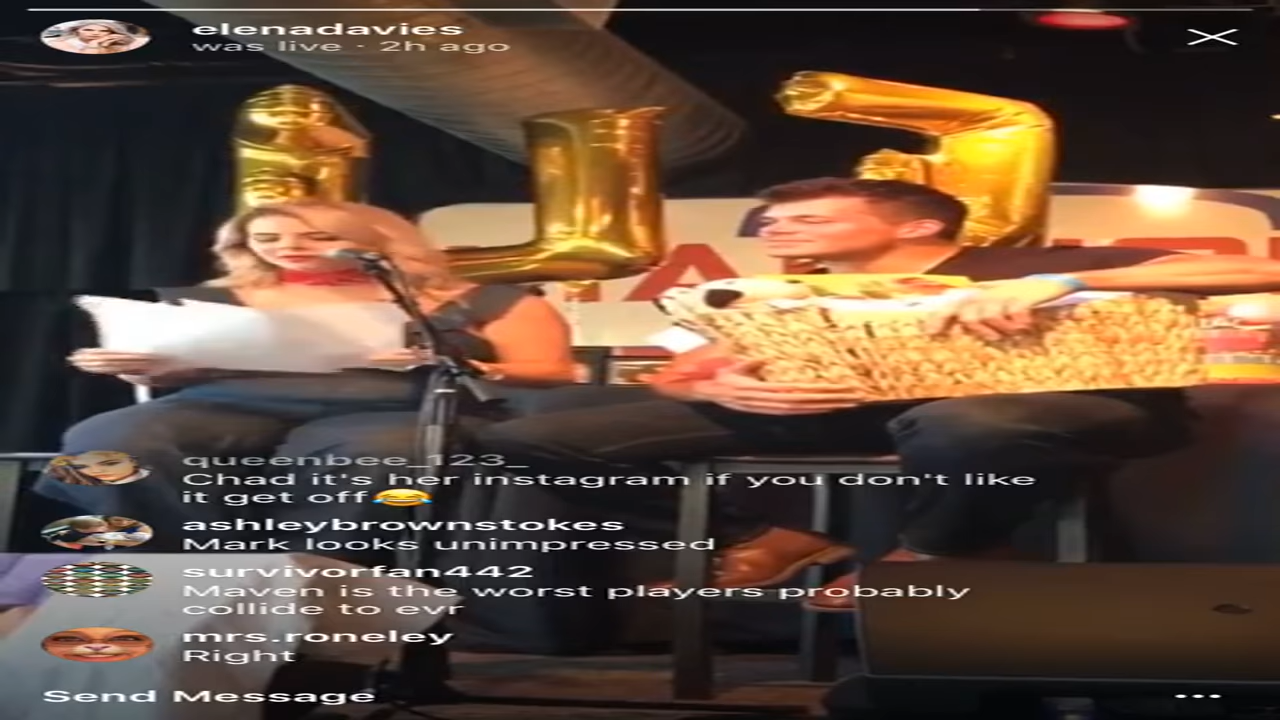 elenadavies
was live · 2h ago
queenbee_123_
Chad it's her instagram if you don't like
it get off😂
ashleybrownstokes
Mark looks unimpressed
survivorfan442
Maven is the worst players probably
collide to evr
mrs.roneley
Right
Send Message